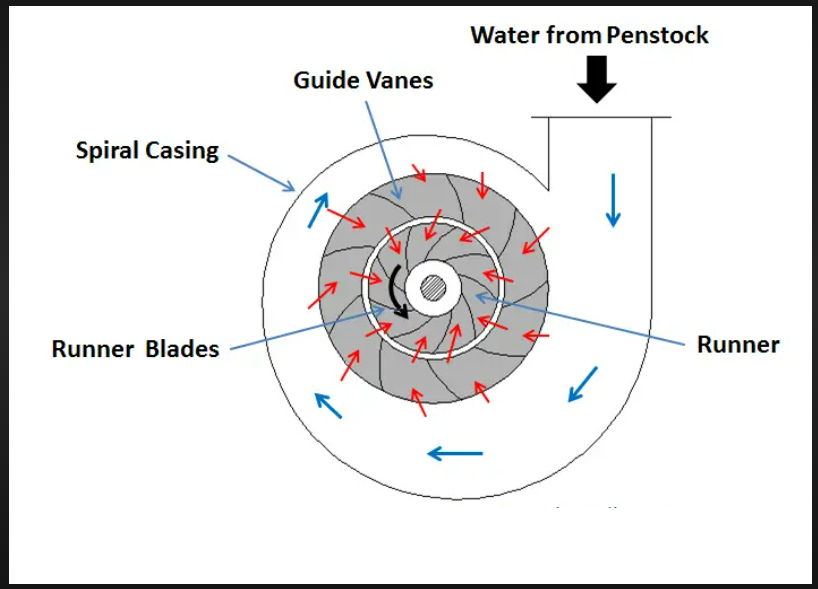 Water from Penstock
Guide Vanes
Spiral Casing
Runner Blades
Runner